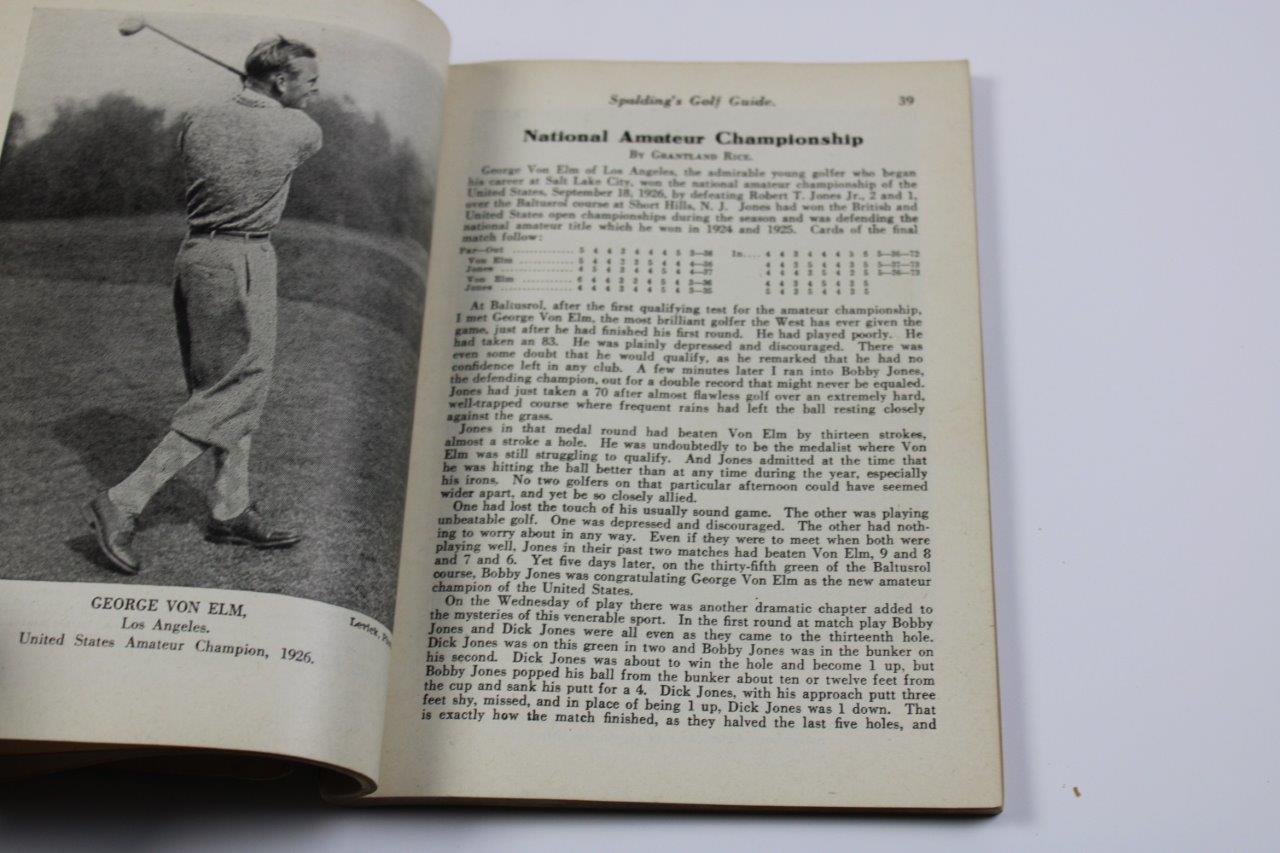 GEORGE VON ELM,
Los Angeles.
United States Amateur Champion, 1926.
Spalding's Golf Guide. 39
National Amateur Championship
BY GRANTLAND RICE.
George Von Elm of Los Angeles, the admirable young golfer who began
his career at Salt Lake City, won the national amateur championship of the
United States, September 18, 1926, by defeating Robert T. Jones Jr., 2 and 1,
over the Baltusrol course at Short Hills, N. J. Jones had won the British and
United States open championships during the season and was defending the
national amateur title which he won in 1924 and 1925. Cards of the final
match follow:
Par—Out
Von Elm
Jones
Von Elm
Jones
At Baltusrol, after the first qualifying test for the amateur championship,
I met George Von Elm, the most brilliant golfer the West has ever given the
game, just after he had finished his first round. He had played poorly. He
had taken an 83. He was plainly depressed and discouraged. There was
even some doubt that he would qualify, as he remarked that he had no
confidence left in any club. A few minutes later I ran into Bobby Jones,
the defending champion, out for a double record that might never be equaled.
Jones had just taken a 70 after almost flawless golf over an extremely hard,
well-trapped course where frequent rains had left the ball resting closely
against the grass.
Jones in that medal round had beaten Von Elm by thirteen strokes,
almost a stroke a hole. He was undoubtedly to be the medalist where Von
Elm was still struggling to qualify. And Jones admitted at the time that
he was hitting the ball better than at any time during the year, especially
his irons. No two golfers on that particular afternoon could have seemed
wider apart, and yet be so closely allied.
One had lost the touch of his usually sound game. The other was playing
unbeatable golf. One was depressed and discouraged. The other had noth-
ing to worry about in any way. Even if they were to meet when both were
playing well, Jones in their past two matches had beaten Von Elm, 9 and 8
and 7 and 6. Yet five days later, on the thirty-fifth green of the Baltusrol
course, Bobby Jones was congratulating George Von Elm as the new amateur
champion of the United States.
On the Wednesday of play there was another dramatic chapter added to
the mysteries of this venerable sport. In the first round at match play Bobby
Jones and Dick Jones were all even as they came to the thirteenth hole.
Dick Jones was on this green in two and Bobby Jones was in the bunker on
his second. Dick Jones was about to win the hole and become 1 up, but
Bobby Jones popped his ball from the bunker about ten or twelve feet from
the cup and sank his putt for a 4. Dick Jones, with his approach putt three
feet shy, missed, and in place of being 1 up, Dick Jones was 1 down. That
is exactly how the match finished, as they halved the last five holes, and